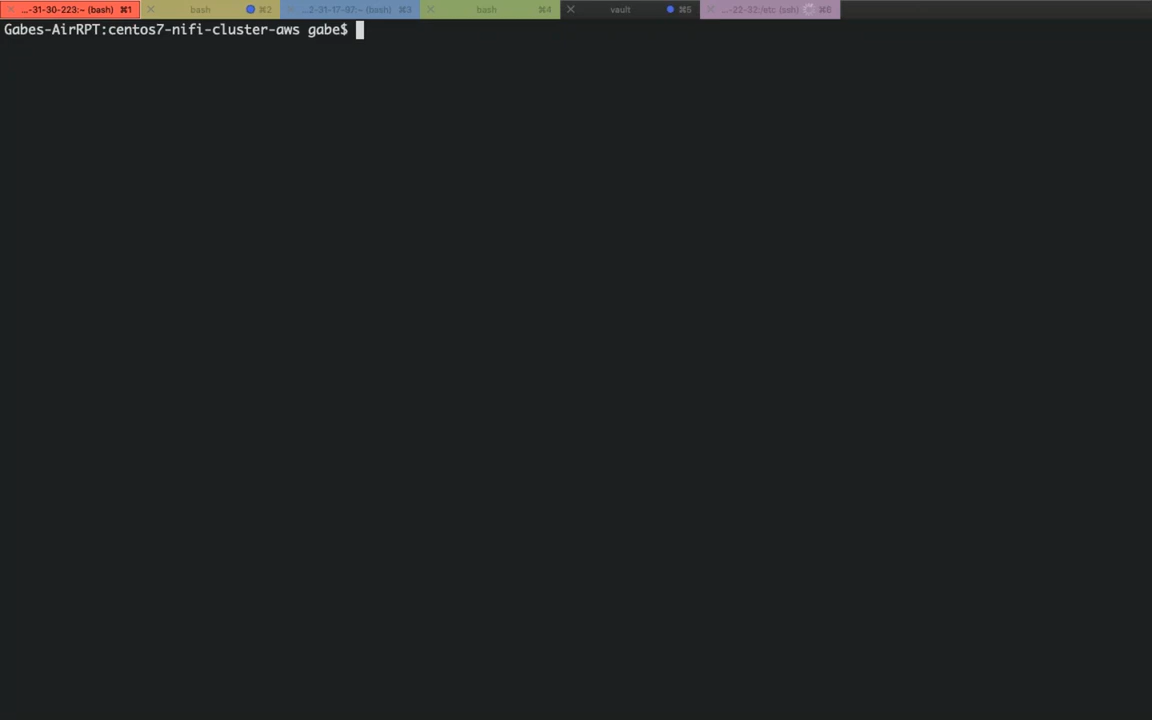 ...-31-30-223:~ (bash) ⌘1 bash ⌘2 ...2-31-17-97:~ (bash) ⌘3 bash ⌘4 vault ⌘5 ...-22-32:/etc (ssh) ⌘6
Gabes-AirRPT:centos7-nifi-cluster-aws gabe$